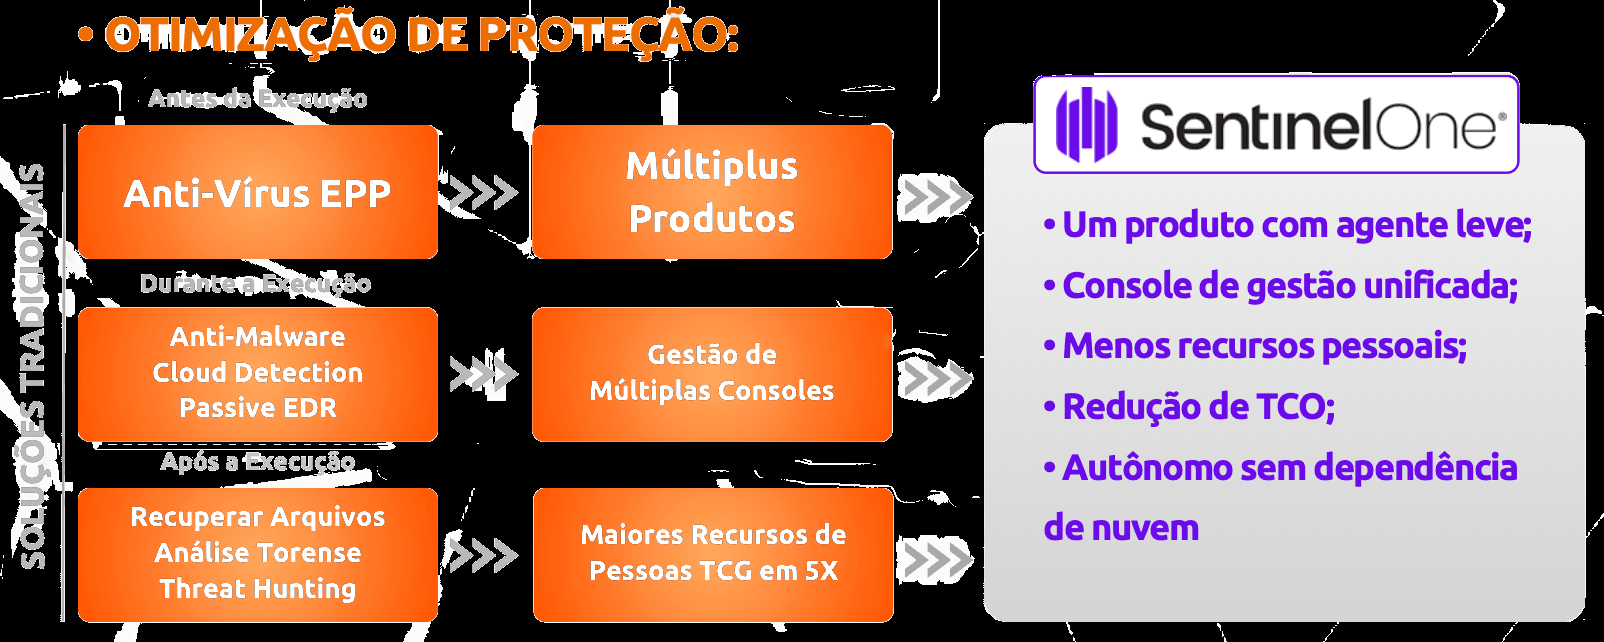 • OTIMIZAÇÃO DE PROTEÇÃO:
SOLUÇÕES TRADICIONAIS
Antes da Execução
Anti-Vírus EPP
Múltiplus
Produtos
Durante a Execução
Anti-Malware
Cloud Detection
Passive EDR
Gestão de
Múltiplas Consoles
Após a Execução
Recuperar Arquivos
Análise Torense
Threat Hunting
Maiores Recursos de
Pessoas TCG em 5X
SentinelOne®
• Um produto com agente leve;
• Console de gestão unificada;
• Menos recursos pessoais;
• Redução de TCO;
• Autônomo sem dependência
de nuvem